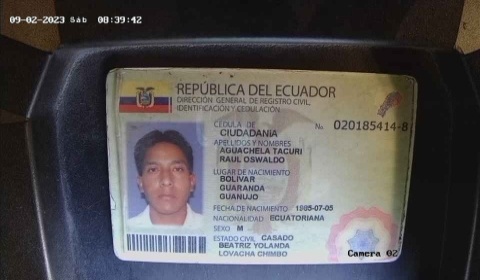 09-02-2023 Sáb 08:39:42
REPÚBLICA DEL ECUADOR
DIRECCIÓN GENERAL DE REGISTRO CIVIL,
IDENTIFICACIÓN Y CEDULACIÓN
CÉDULA DE No. 020185414-8
CIUDADANÍA
APELLIDOS Y NOMBRES
AGUACHELA TACURI
RAUL OSWALDO
LUGAR DE NACIMIENTO
BOLIVAR
GUARANDA
GUANUJO
FECHA DE NACIMIENTO 1985-07-05
NACIONALIDAD ECUATORIANA
SEXO M
ESTADO CIVIL CASADO
BEATRIZ YOLANDA
LOVACHA CHIMBO
Camera 02